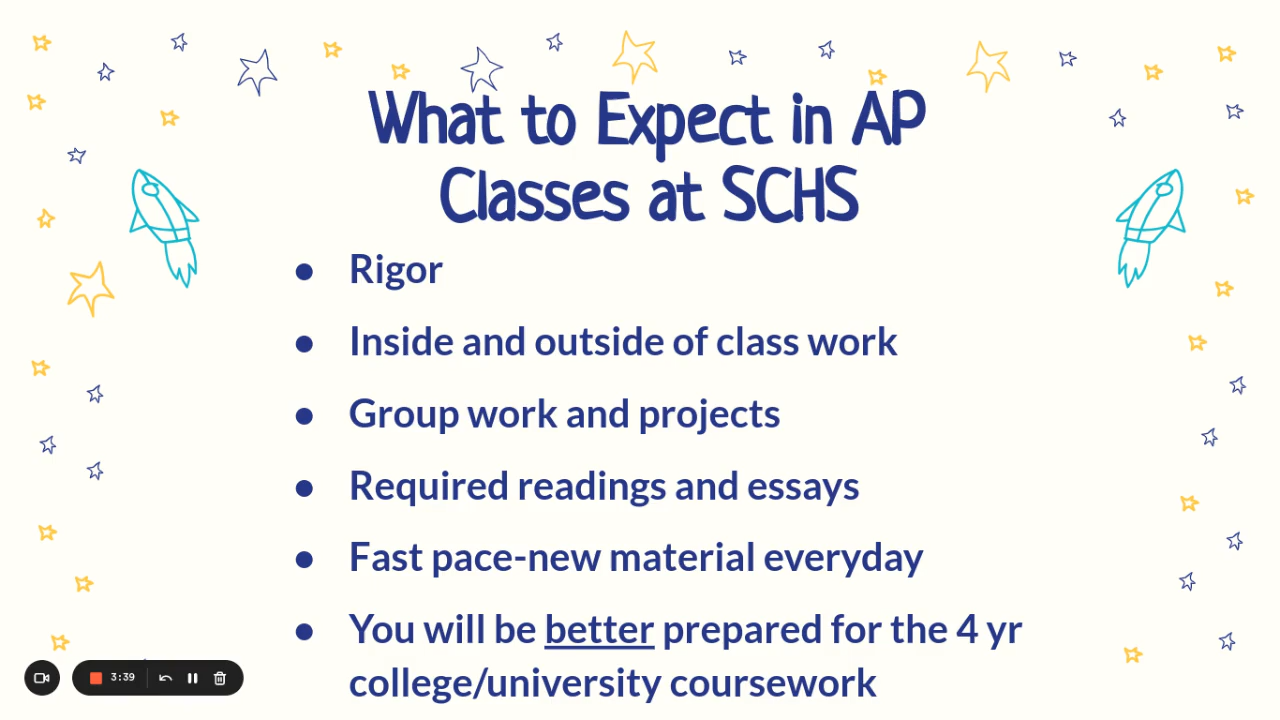 What to Expect in AP
Classes at SCHS
● Rigor
● Inside and outside of class work
● Group work and projects
● Required readings and essays
● Fast pace-new material everyday
● You will be better prepared for the 4 yr
college/university coursework
3:39